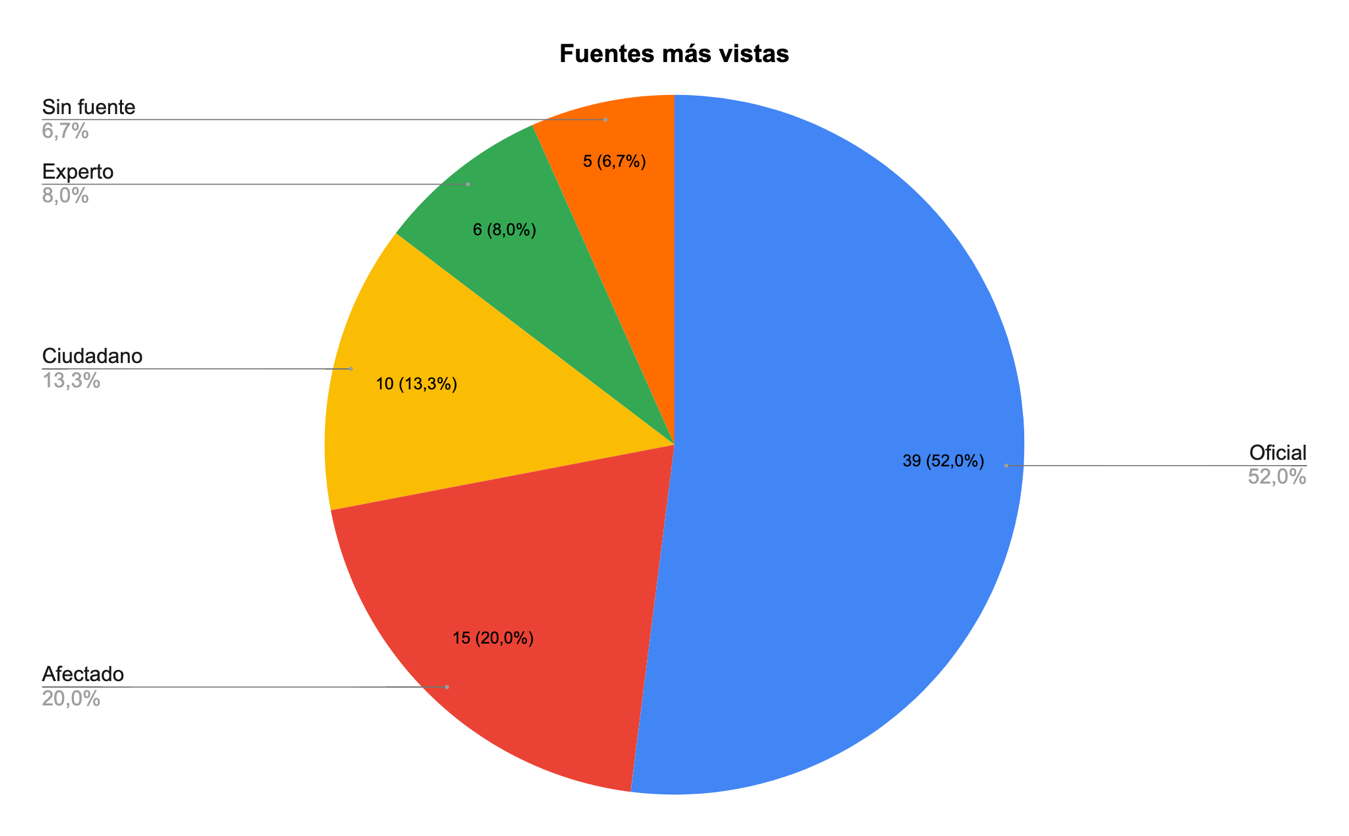 Fuentes más vistas
Sin fuente
6,7%
Experto
8,0%
Ciudadano
13,3%
Afectado
20,0%
5 (6,7%)
6 (8,0%)
10 (13,3%)
15 (20,0%)
39 (52,0%)
Oficial
52,0%